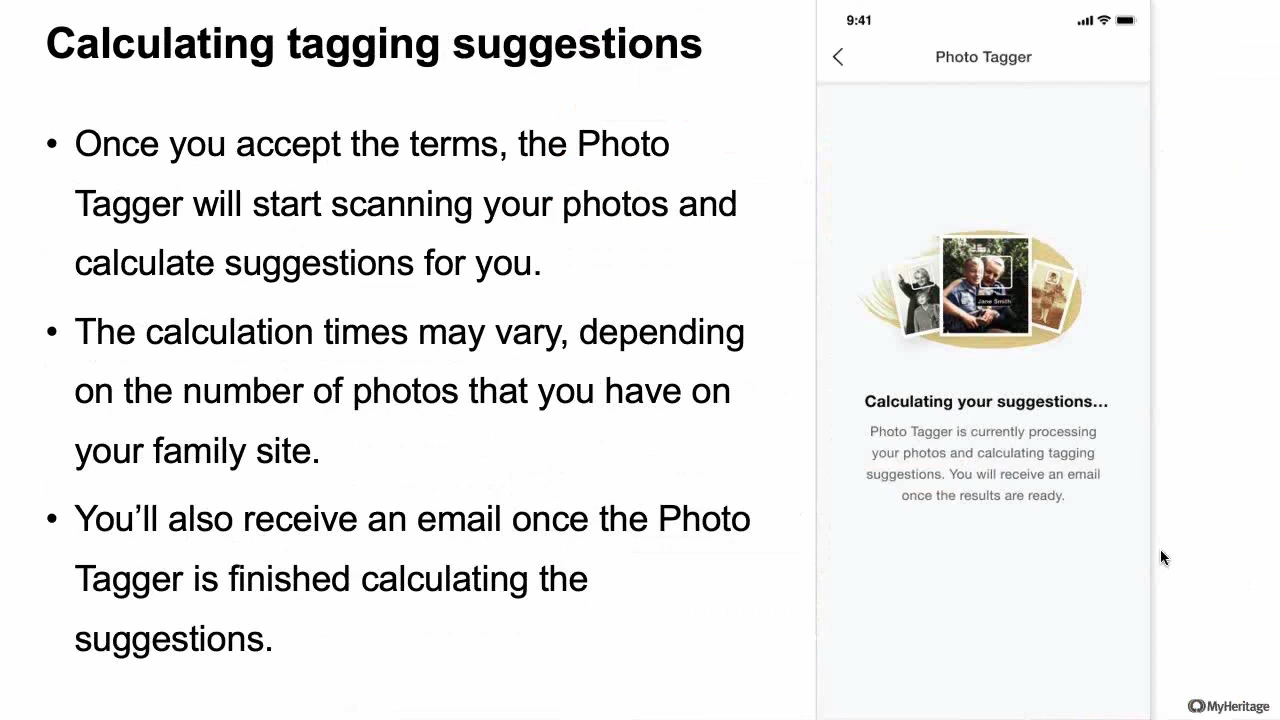 Calculating tagging suggestions
• Once you accept the terms, the Photo
Tagger will start scanning your photos and
calculate suggestions for you.
• The calculation times may vary, depending
on the number of photos that you have on
your family site.
• You’ll also receive an email once the Photo
Tagger is finished calculating the
suggestions.
9:41
Photo Tagger
Jane Smith
Calculating your suggestions...
Photo Tagger is currently processing
your photos and calculating tagging
suggestions. You will receive an email
once the results are ready.
MyHeritage